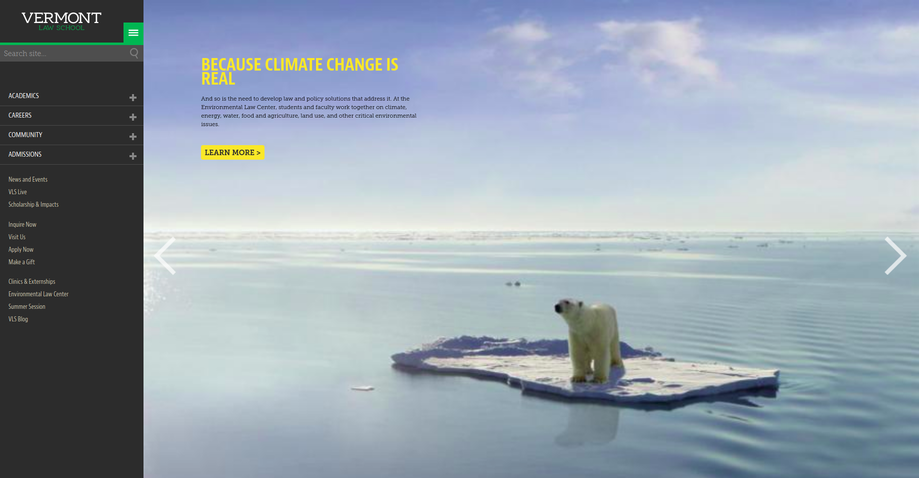 VERMONT
LAW SCHOOL
Search site...
ACADEMICS
CAREERS
COMMUNITY
ADMISSIONS
News and Events
VLS Live
Scholarship & Impacts
Inquire Now
Visit Us
Apply Now
Make a Gift
Clinics & Externships
Environmental Law Center
Summer Session
VLS Blog
BECAUSE CLIMATE CHANGE IS
REAL
And so is the need to develop law and policy solutions that address it. At the
Environmental Law Center, students and faculty work together on climate,
energy, water, food and agriculture, land use, and other critical environmental
issues.
LEARN MORE >